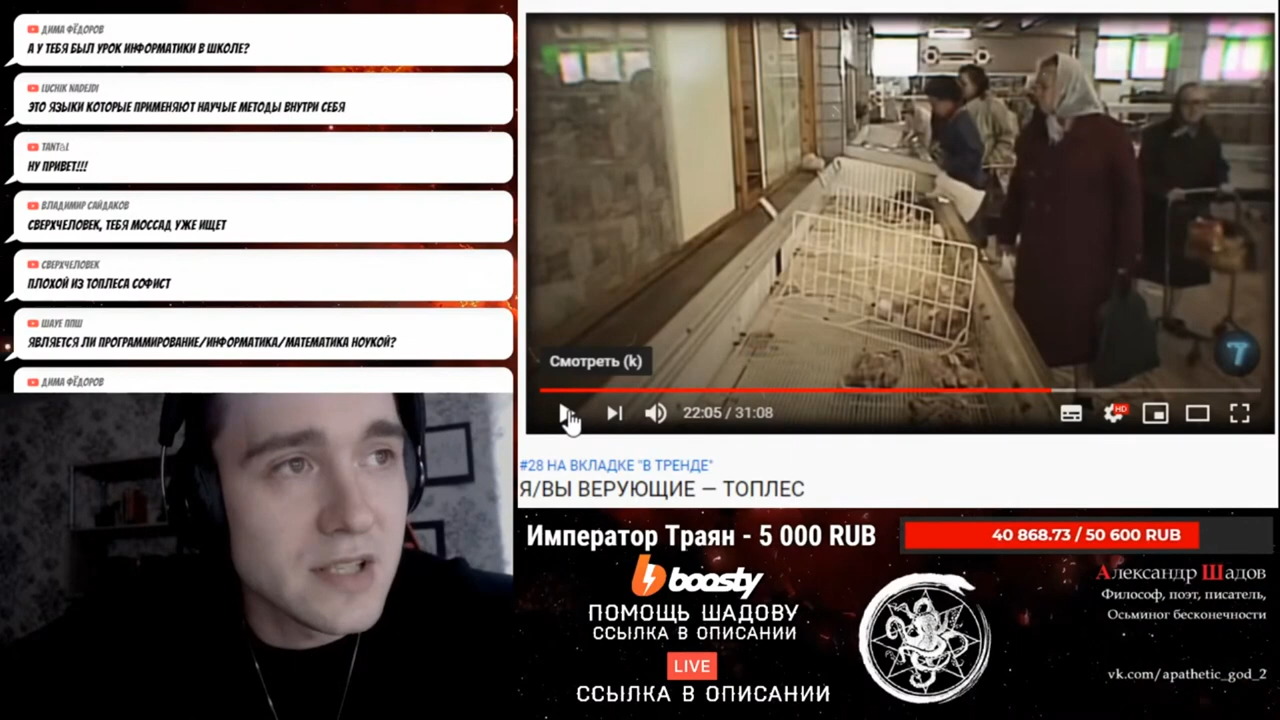 ДИМА ФЁДОРОВ
А У ТЕБЯ БЫЛ УРОК ИНФОРМАТИКИ В ШКОЛЕ?
LUCHIK NADEJDI
ЭТО ЯЗЫКИ КОТОРЫЕ ПРИМЕНЯЮТ НАУЧЫЕ МЕТОДЫ ВНУТРИ СЕБЯ
НУ ПРИВЕТ!!!
ВЛАДИМИР САЙДАКОВ
СВЕРХЧЕЛОВЕК, ТЕБЯ МОССАД УЖЕ ИЩЕТ
СВЕРХЧЕЛОВЕК
ПЛОХОЙ ИЗ ТОПЛЕСА СОФИСТ
ШАУЕ ППШ
ЯВЛЯЕТСЯ ЛИ ПРОГРАММИРОВАНИЕ/ИНФОРМАТИКА/МАТЕМАТИКА НОУКОЙ?
ДИМА ФЁДОРОВ
Смотреть (k)
22:05 / 31:08
HD
#28 НА ВКЛАДКЕ "В ТРЕНДЕ"
Я/ВЫ ВЕРУЮЩИЕ — ТОПЛЕС
Император Траян - 5 000 RUB
40 868.73 / 50 600 RUB
boosty
ПОМОЩЬ ШАДОВУ
ССЫЛКА В ОПИСАНИИ
LIVE
ССЫЛКА В ОПИСАНИИ
Александр Шадов
Философ, поэт, писатель,
Осьминог бесконечности
vk.com/apathetic_god_2